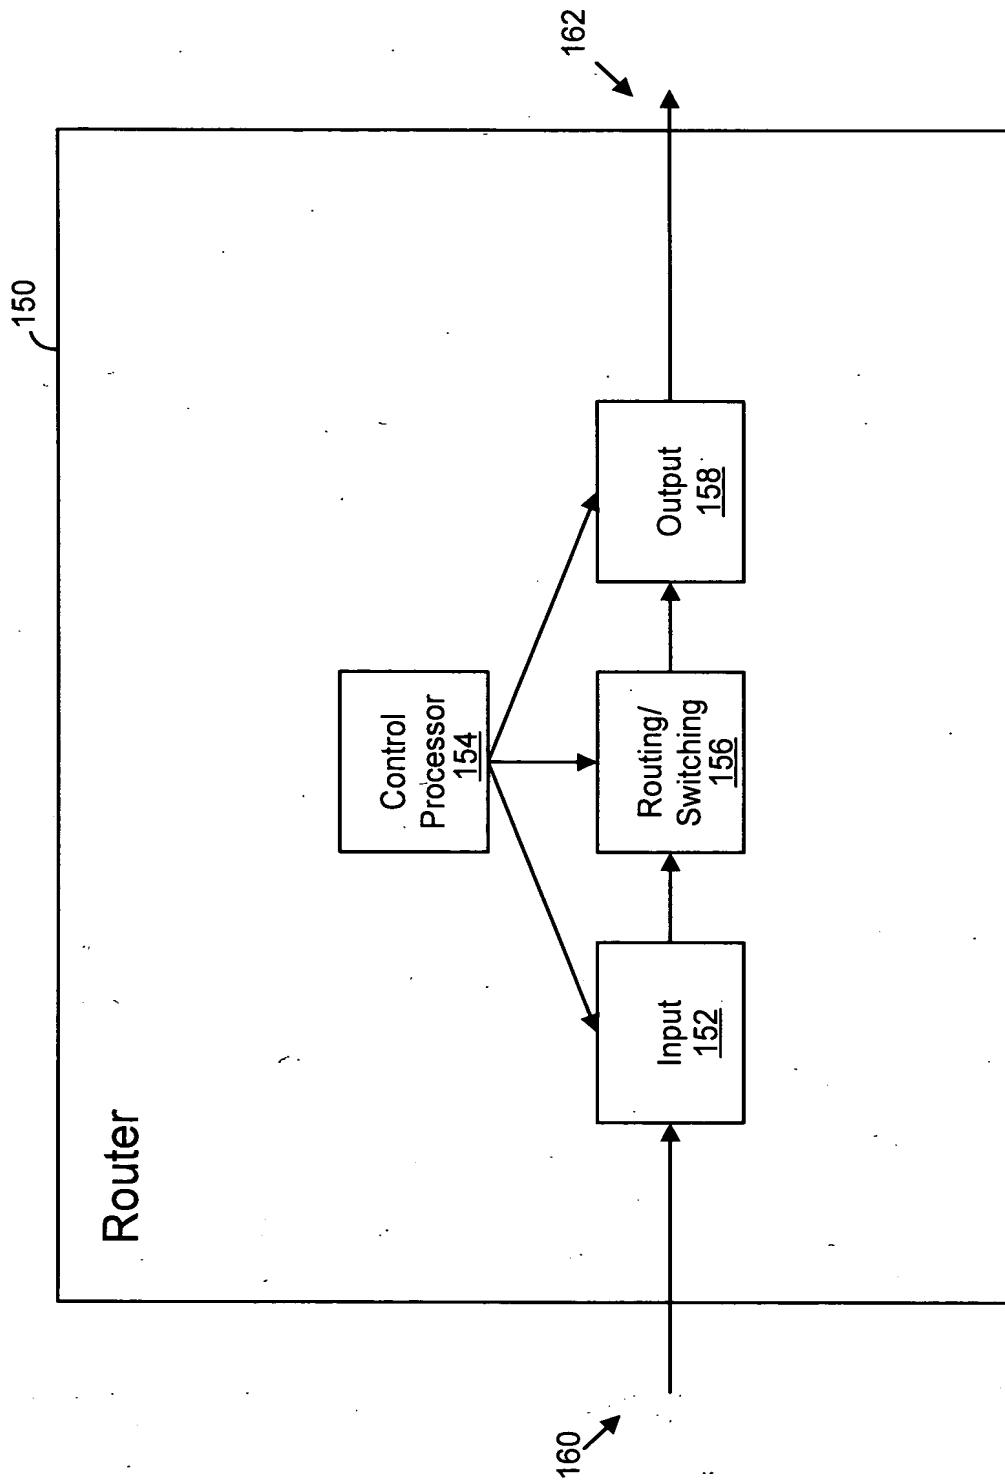 150
Router
Control
Processor
154
160
Input
152
Routing/
Switching
156
Output
158
162